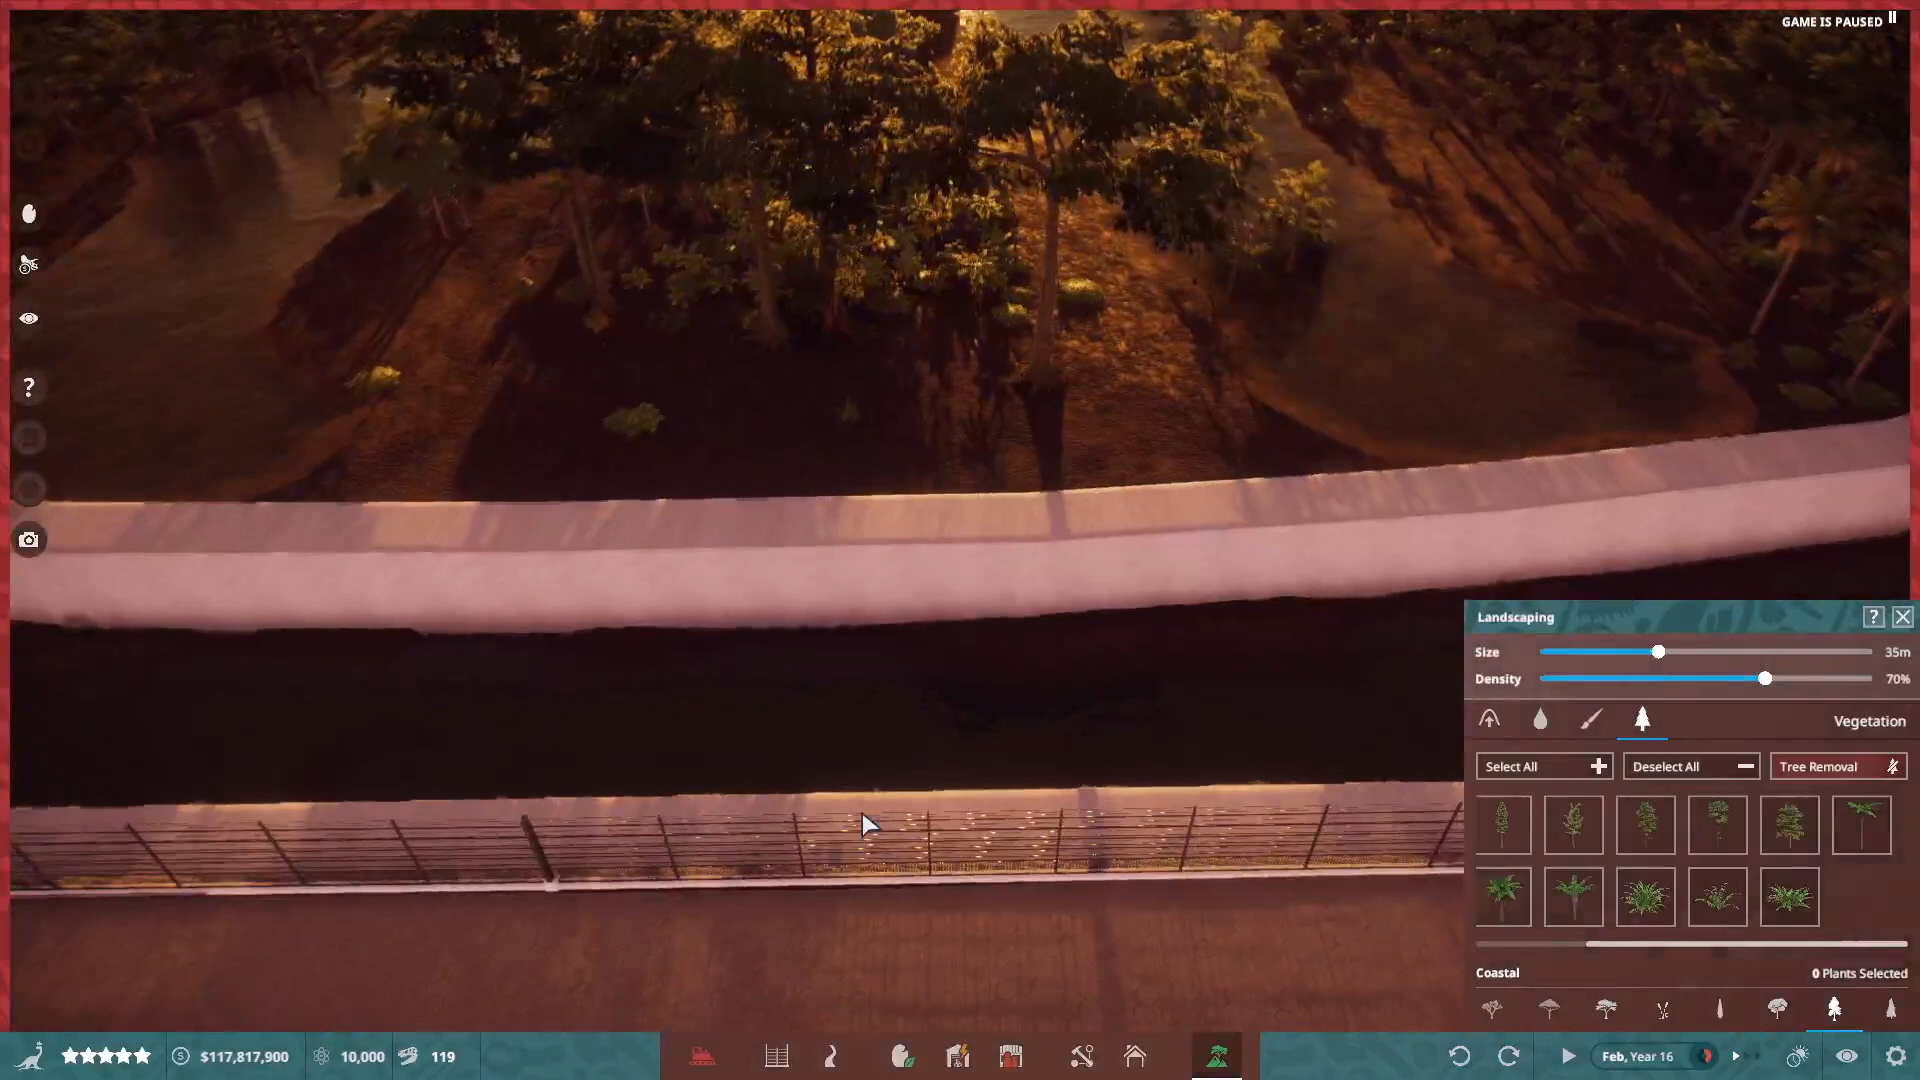 GAME IS PAUSED
?
Landscaping
?
Size
35m
Density
70%
Vegetation
Select All
Deselect All
Tree Removal
Coastal
0 Plants Selected
$117,817,900
10,000
119
Feb, Year 16